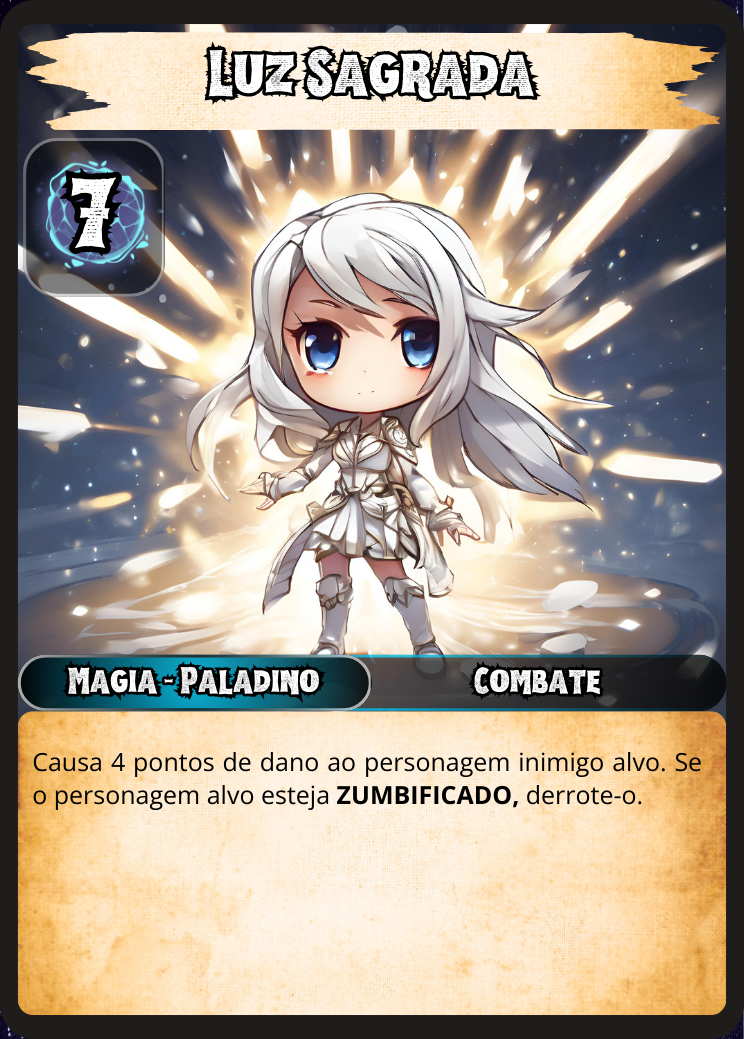 Luz Sagrada
7
Magia - Paladino
Combate
Causa 4 pontos de dano ao personagem inimigo alvo. Se
o personagem alvo esteja ZUMBIFICADO, derrote-o.